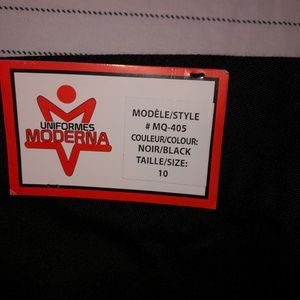 UNIFORMES
MODERNA
MODÈLE/STYLE
# MQ-405
COULEUR/COLOUR:
NOIR/BLACK
TAILLE/SIZE:
10